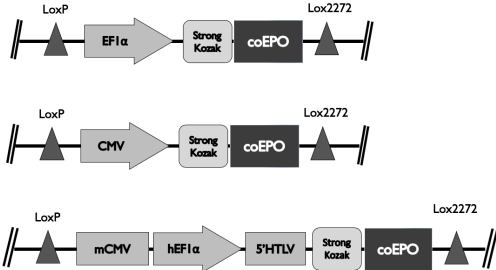 LoxP
Lox2272
EF1α
Strong
Kozak
coEPO
LoxP
Lox2272
CMV
Strong
Kozak
coEPO
LoxP
Lox2272
mCMV
hEF1α
5'HTLV
Strong
Kozak
coEPO